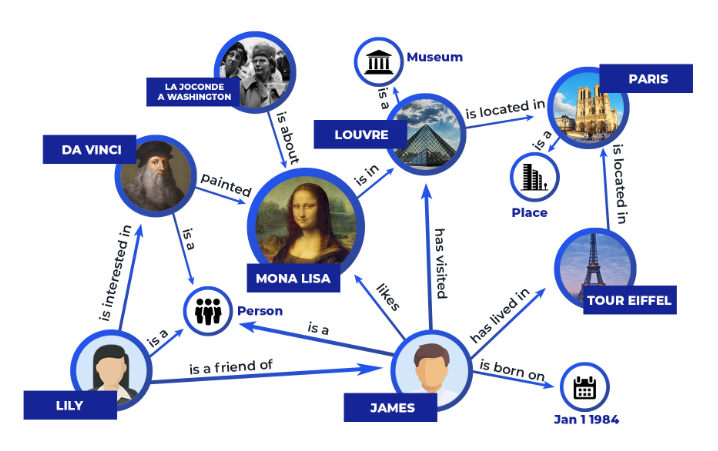 Museum
PARIS
LA JOCONDE
A WASHINGTON
is a
is located in
LOUVRE
is about
is a
DA VINCI
is in
is located in
painted
Place
is a
has visited
MONA LISA
is interested in
likes
has lived in
TOUR EIFFEL
Person
is a
is a
is a friend of
is born on
LILY
JAMES
Jan 1 1984